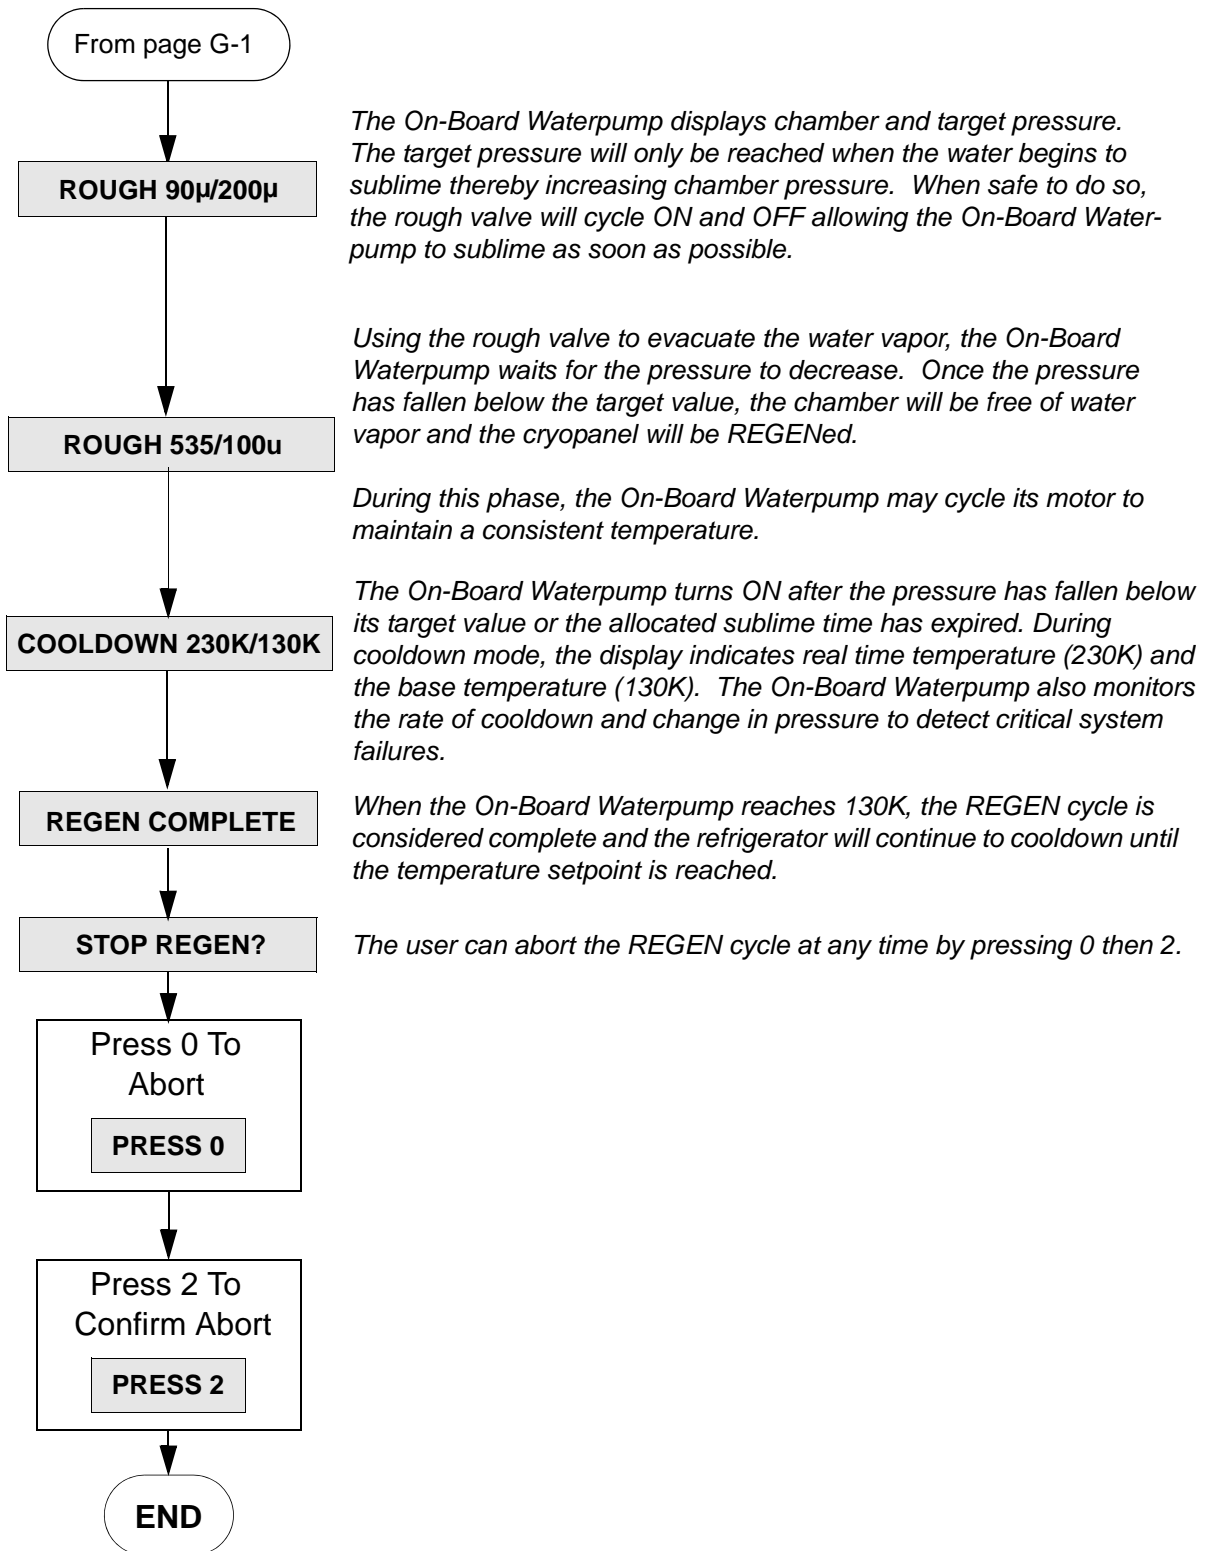 From page G-1
The On-Board Waterpump displays chamber and target pressure.
The target pressure will only be reached when the water begins to
sublime thereby increasing chamber pressure.  When safe to do so,
the rough valve will cycle ON and OFF allowing the On-Board Water-
pump to sublime as soon as possible.
ROUGH 90µ/200µ
Using the rough valve to evacuate the water vapor, the On-Board
Waterpump waits for the pressure to decrease.  Once the pressure
has fallen below the target value, the chamber will be free of water
vapor and the cryopanel will be REGENed.
ROUGH 535/100u
During this phase, the On-Board Waterpump may cycle its motor to
maintain a consistent temperature.
The On-Board Waterpump turns ON after the pressure has fallen below
its target value or the allocated sublime time has expired. During
cooldown mode, the display indicates real time temperature (230K) and
the base temperature (130K).  The On-Board Waterpump also monitors
the rate of cooldown and change in pressure to detect critical system
failures.
COOLDOWN 230K/130K
REGEN COMPLETE
When the On-Board Waterpump reaches 130K, the REGEN cycle is
considered complete and the refrigerator will continue to cooldown until
the temperature setpoint is reached.
STOP REGEN?
The user can abort the REGEN cycle at any time by pressing 0 then 2.
Press 0 To
Abort
PRESS 0
Press 2 To
Confirm Abort
PRESS 2
END